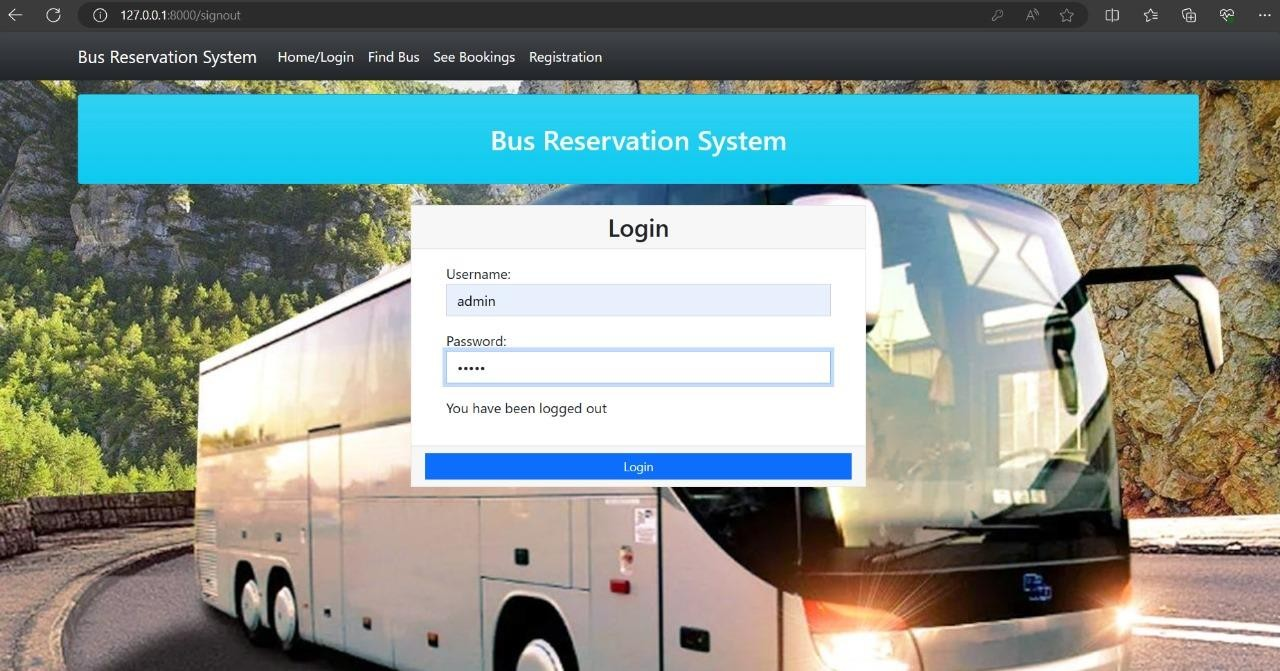 127.0.0.1:8000/signout
Bus Reservation System Home/Login Find Bus See Bookings Registration
Bus Reservation System
Login
Username:
admin
Password:
•••••
You have been logged out
Login